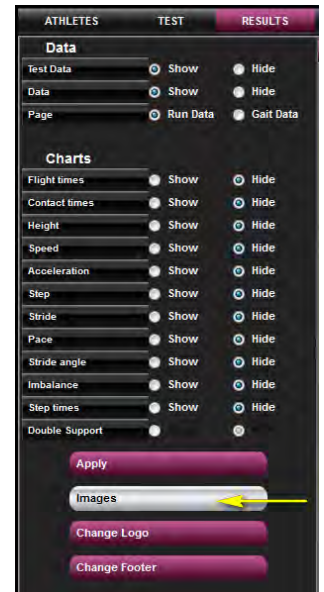 ATHLETES TEST RESULTS
Data
Test Data Show Hide
Data Show Hide
Page Run Data Gait Data
Charts
Flight times Show Hide
Contact times Show Hide
Height Show Hide
Speed Show Hide
Acceleration Show Hide
Step Show Hide
Stride Show Hide
Pace Show Hide
Stride angle Show Hide
Imbalance Show Hide
Step times Show Hide
Double Support
Apply
Images
Change Logo
Change Footer